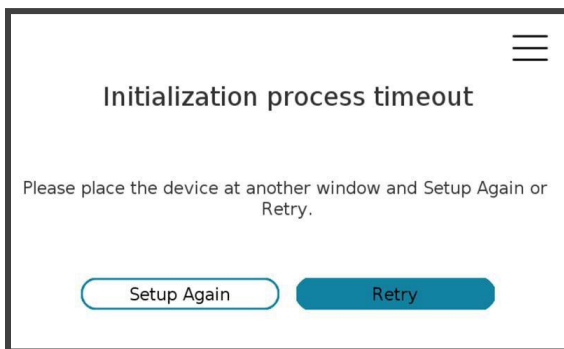 Initialization process timeout
Please place the device at another window and Setup Again or
Retry.
Setup Again
Retry